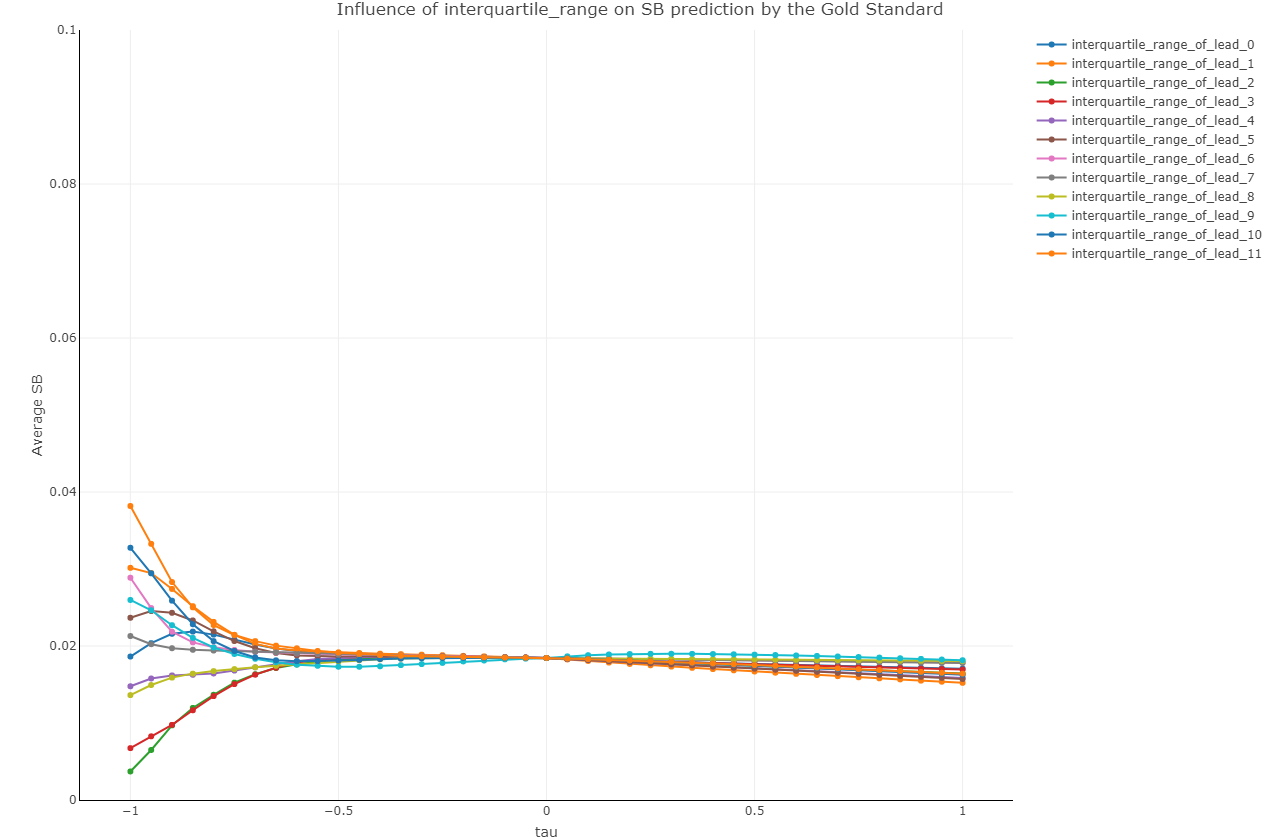 Influence of interquartile_range on SB prediction by the Gold Standard
0.1
0.08
0.06
0.04
0.02
0
Average SB
−1
−0.5
0
0.5
1
tau
interquartile_range_of_lead_0
interquartile_range_of_lead_1
interquartile_range_of_lead_2
interquartile_range_of_lead_3
interquartile_range_of_lead_4
interquartile_range_of_lead_5
interquartile_range_of_lead_6
interquartile_range_of_lead_7
interquartile_range_of_lead_8
interquartile_range_of_lead_9
interquartile_range_of_lead_10
interquartile_range_of_lead_11